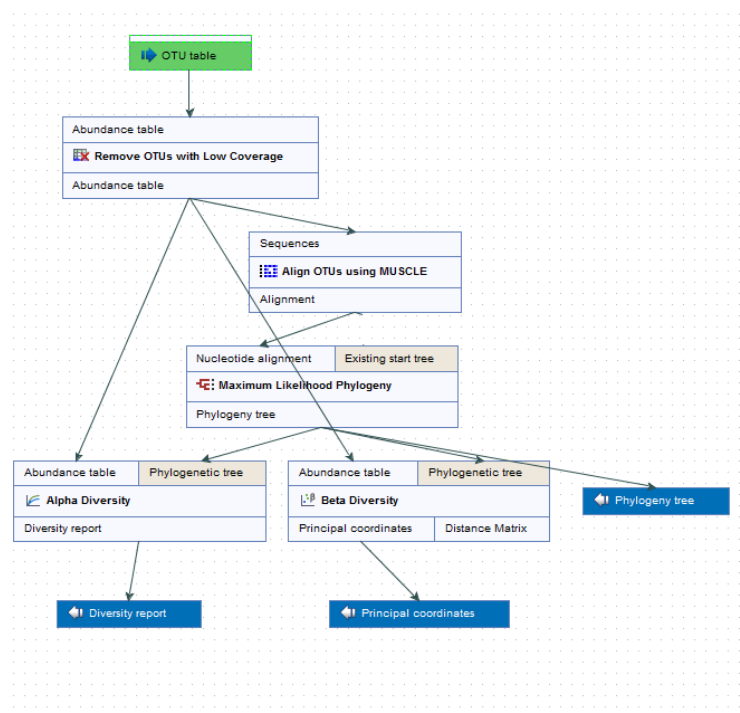 OTU table
Abundance table
Remove OTUs with Low Coverage
Abundance table
Sequences
Align OTUs using MUSCLE
Alignment
Nucleotide alignment Existing start tree
Maximum Likelihood Phylogeny
Phylogeny tree
Abundance table Phylogenetic tree
Alpha Diversity
Diversity report
Abundance table Phylogenetic tree
Beta Diversity
Principal coordinates Distance Matrix
Phylogeny tree
Diversity report
Principal coordinates